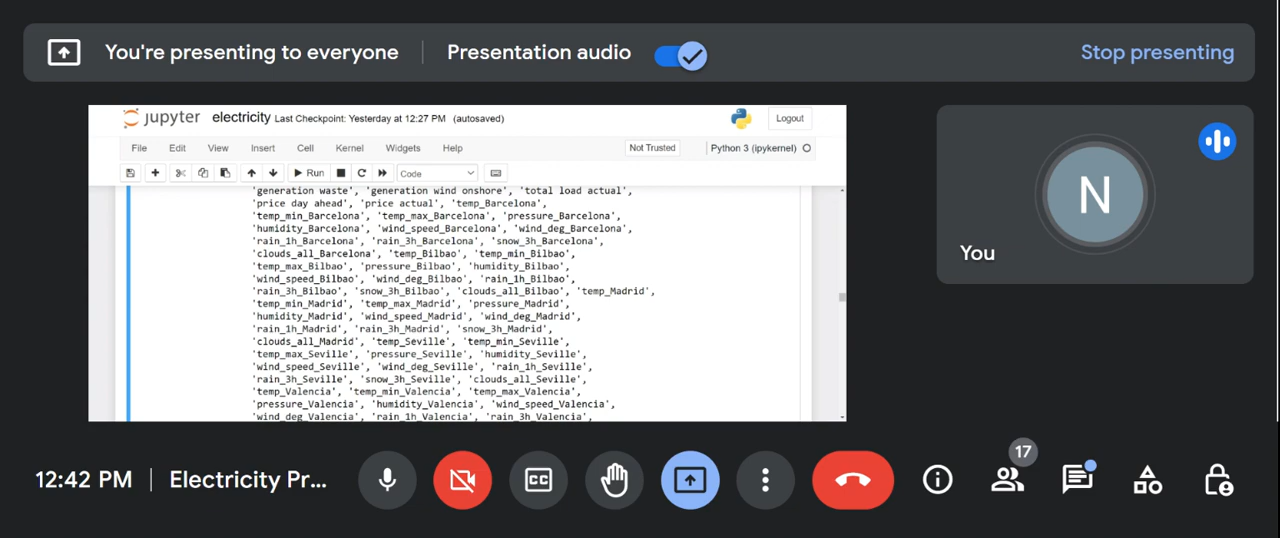 You're presenting to everyone
Presentation audio
Stop presenting
jupyter electricity Last Checkpoint: Yesterday at 12:27 PM (autosaved)
Logout
File Edit View Insert Cell Kernel Widgets Help
Not Trusted
Python 3 (ipykernel)
Run
Code
'generation waste', 'generation wind onshore', 'total load actual',
'price day ahead', 'price actual', 'temp_Barcelona',
'temp_min_Barcelona', 'temp_max_Barcelona', 'pressure_Barcelona',
'humidity_Barcelona', 'wind_speed_Barcelona', 'wind_deg_Barcelona',
'rain_1h_Barcelona', 'rain_3h_Barcelona', 'snow_3h_Barcelona',
'clouds_all_Barcelona', 'temp_Bilbao', 'temp_min_Bilbao',
'temp_max_Bilbao', 'pressure_Bilbao', 'humidity_Bilbao',
'wind_speed_Bilbao', 'wind_deg_Bilbao', 'rain_1h_Bilbao',
'rain_3h_Bilbao', 'snow_3h_Bilbao', 'clouds_all_Bilbao', 'temp_Madrid',
'temp_min_Madrid', 'temp_max_Madrid', 'pressure_Madrid',
'humidity_Madrid', 'wind_speed_Madrid', 'wind_deg_Madrid',
'rain_1h_Madrid', 'rain_3h_Madrid', 'snow_3h_Madrid',
'clouds_all_Madrid', 'temp_Seville', 'temp_min_Seville',
'temp_max_Seville', 'pressure_Seville', 'humidity_Seville',
'wind_speed_Seville', 'wind_deg_Seville', 'rain_1h_Seville',
'rain_3h_Seville', 'snow_3h_Seville', 'clouds_all_Seville',
'temp_Valencia', 'temp_min_Valencia', 'temp_max_Valencia',
'pressure_Valencia', 'humidity_Valencia', 'wind_speed_Valencia',
'wind_deg_Valencia', 'rain_1h_Valencia', 'rain_3h_Valencia',
N
You
12:42 PM
Electricity Pr...
CC
17